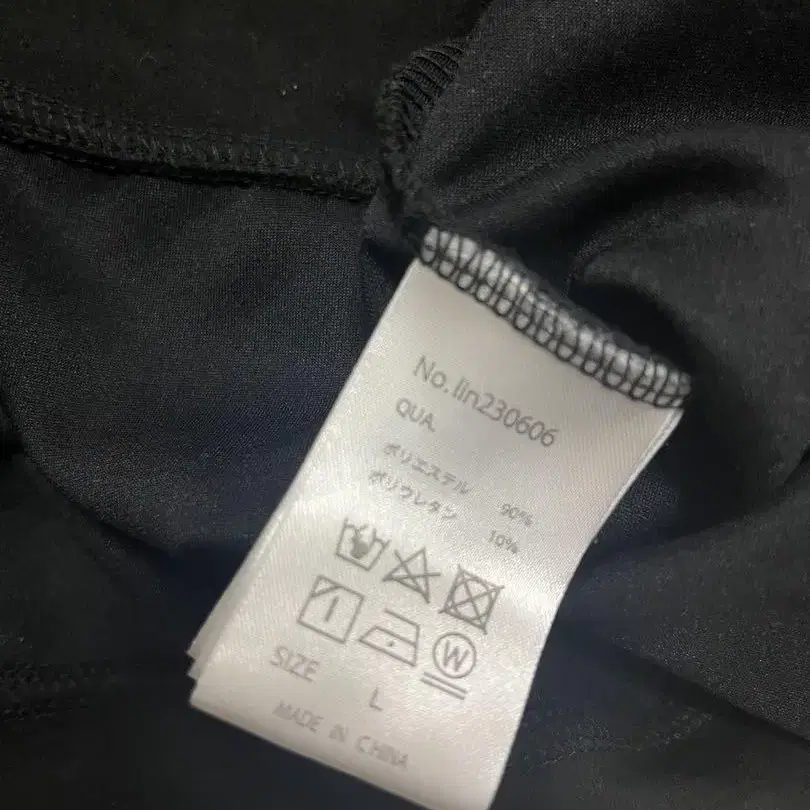 No.lin230606
QUA.
ポリエステル 90%
ポリウレタン 10%
W
SIZE L
MADE IN CHINA